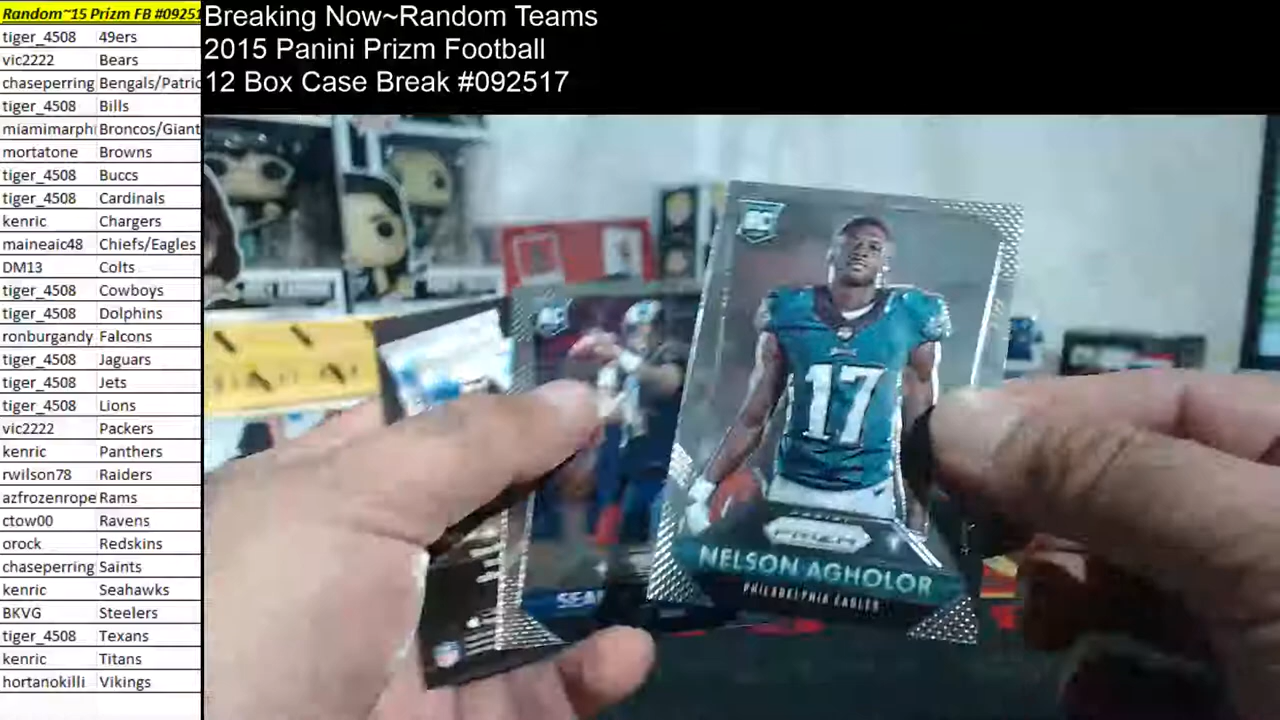 Random~15 Prizm FB #09251
Breaking Now~Random Teams
2015 Panini Prizm Football
12 Box Case Break #092517
tiger_4508 49ers
vic2222 Bears
chaseperring Bengals/Patric
tiger_4508 Bills
miamimarph Broncos/Giant
mortatone Browns
tiger_4508 Buccs
tiger_4508 Cardinals
kenric Chargers
maineaic48 Chiefs/Eagles
DM13 Colts
tiger_4508 Cowboys
tiger_4508 Dolphins
ronburgandy Falcons
tiger_4508 Jaguars
tiger_4508 Jets
tiger_4508 Lions
vic2222 Packers
kenric Panthers
rwilson78 Raiders
azfrozenrope Rams
ctow00 Ravens
orock Redskins
chaseperring Saints
kenric Seahawks
BKVG Steelers
tiger_4508 Texans
kenric Titans
hortanokilli Vikings
RC
17
PRIZM
NELSON AGHOLOR
PHILADELPHIA EAGLES
SEA